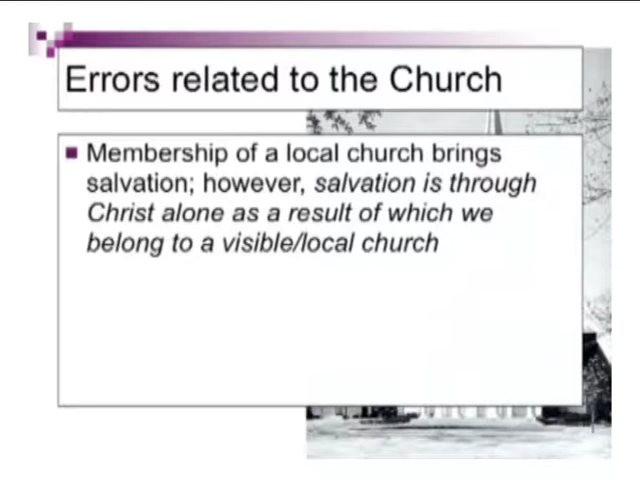 Errors related to the Church
Membership of a local church brings
salvation; however, salvation is through
Christ alone as a result of which we
belong to a visible/local church